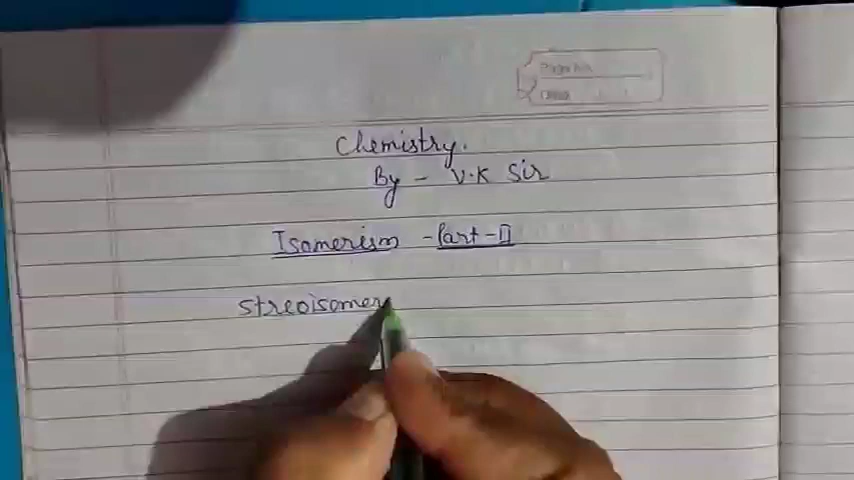 Chemistry.
By - V.K Sir
Isomerism - Part - II
streoisomer